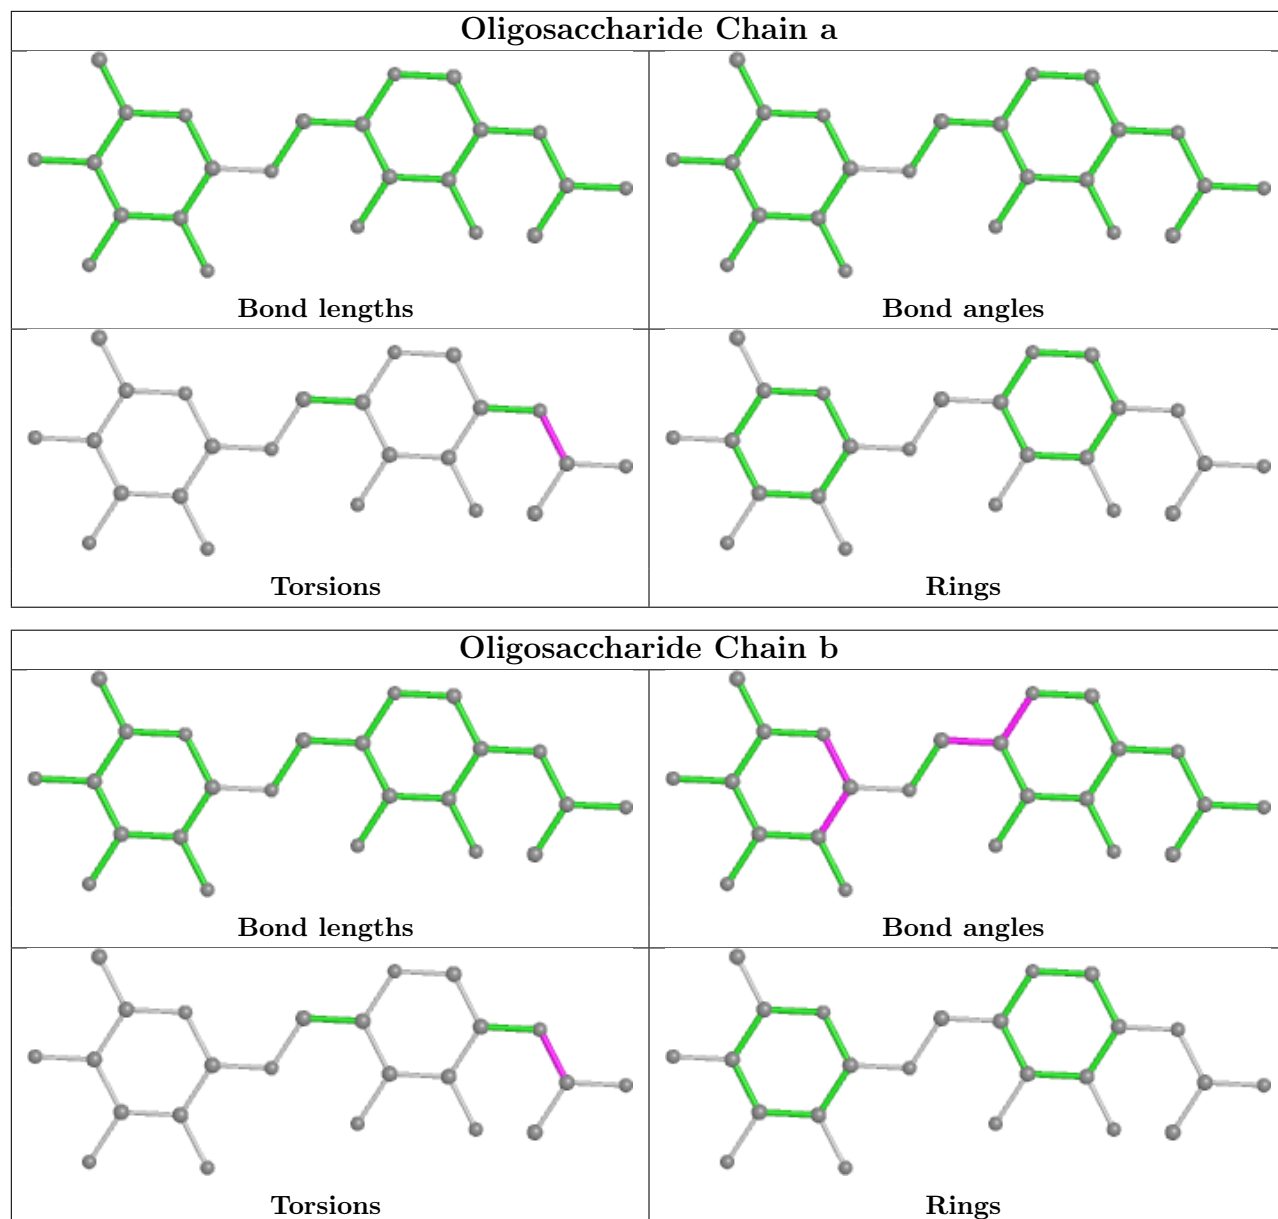 Oligosaccharide Chain a
Bond lengths
Bond angles
Torsions
Rings
Oligosaccharide Chain b
Bond lengths
Bond angles
Torsions
Rings